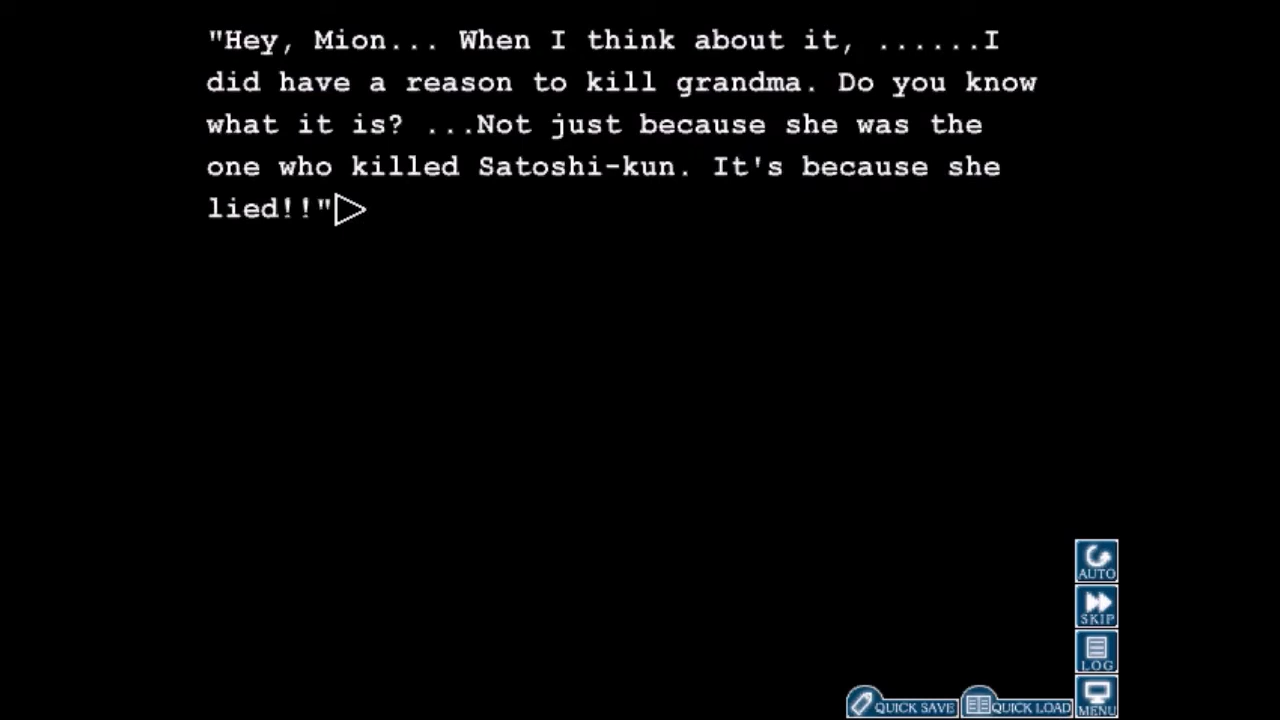 "Hey, Mion... When I think about it, ......I
did have a reason to kill grandma. Do you know
what it is? ...Not just because she was the
one who killed Satoshi-kun. It's because she
lied!!"
AUTO
SKIP
LOG
QUICK SAVE QUICK LOAD MENU